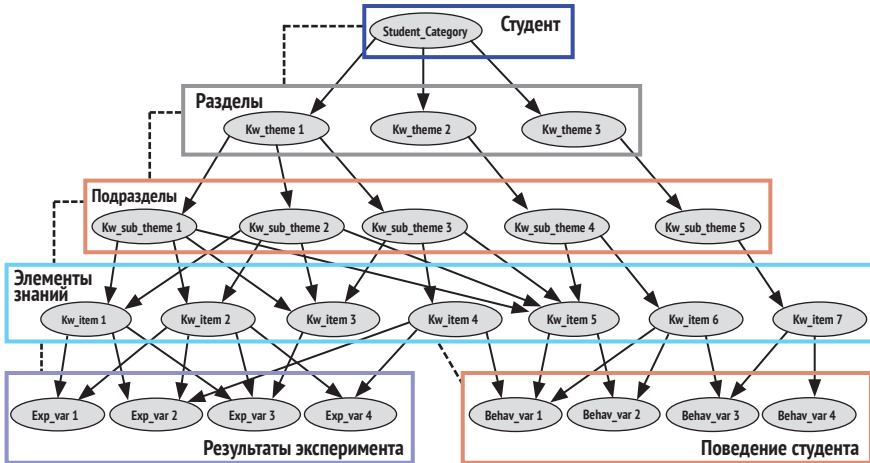 Student_Category
Студент
Разделы
Kw_theme 1
Kw_theme 2
Kw_theme 3
Подразделы
Kw_sub_theme 1
Kw_sub_theme 2
Kw_sub_theme 3
Kw_sub_theme 4
Kw_sub_theme 5
Элементы
знаний
Kw_item 1
Kw_item 2
Kw_item 3
Kw_item 4
Kw_item 5
Kw_item 6
Kw_item 7
Exp_var 1
Exp_var 2
Exp_var 3
Exp_var 4
Behav_var 1
Behav_var 2
Behav_var 3
Behav_var 4
Результаты эксперимента
Поведение студента